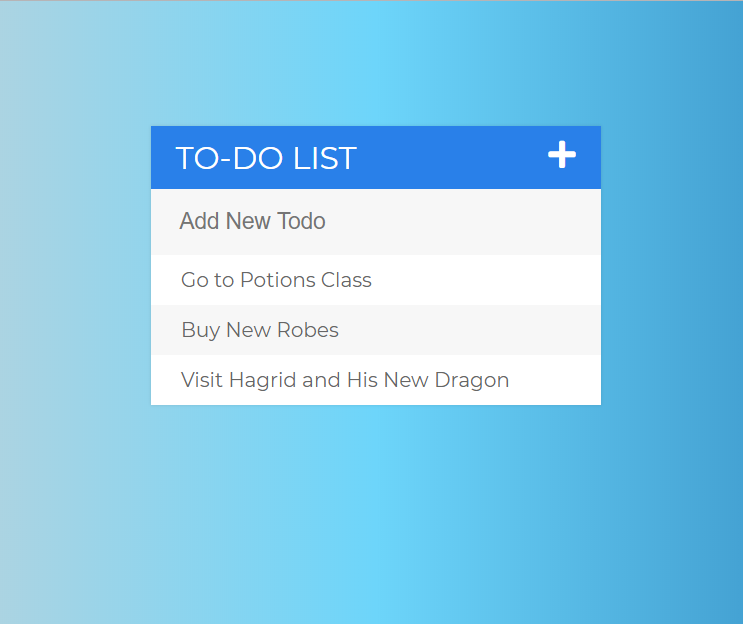 TO-DO LIST
Add New Todo
Go to Potions Class
Buy New Robes
Visit Hagrid and His New Dragon